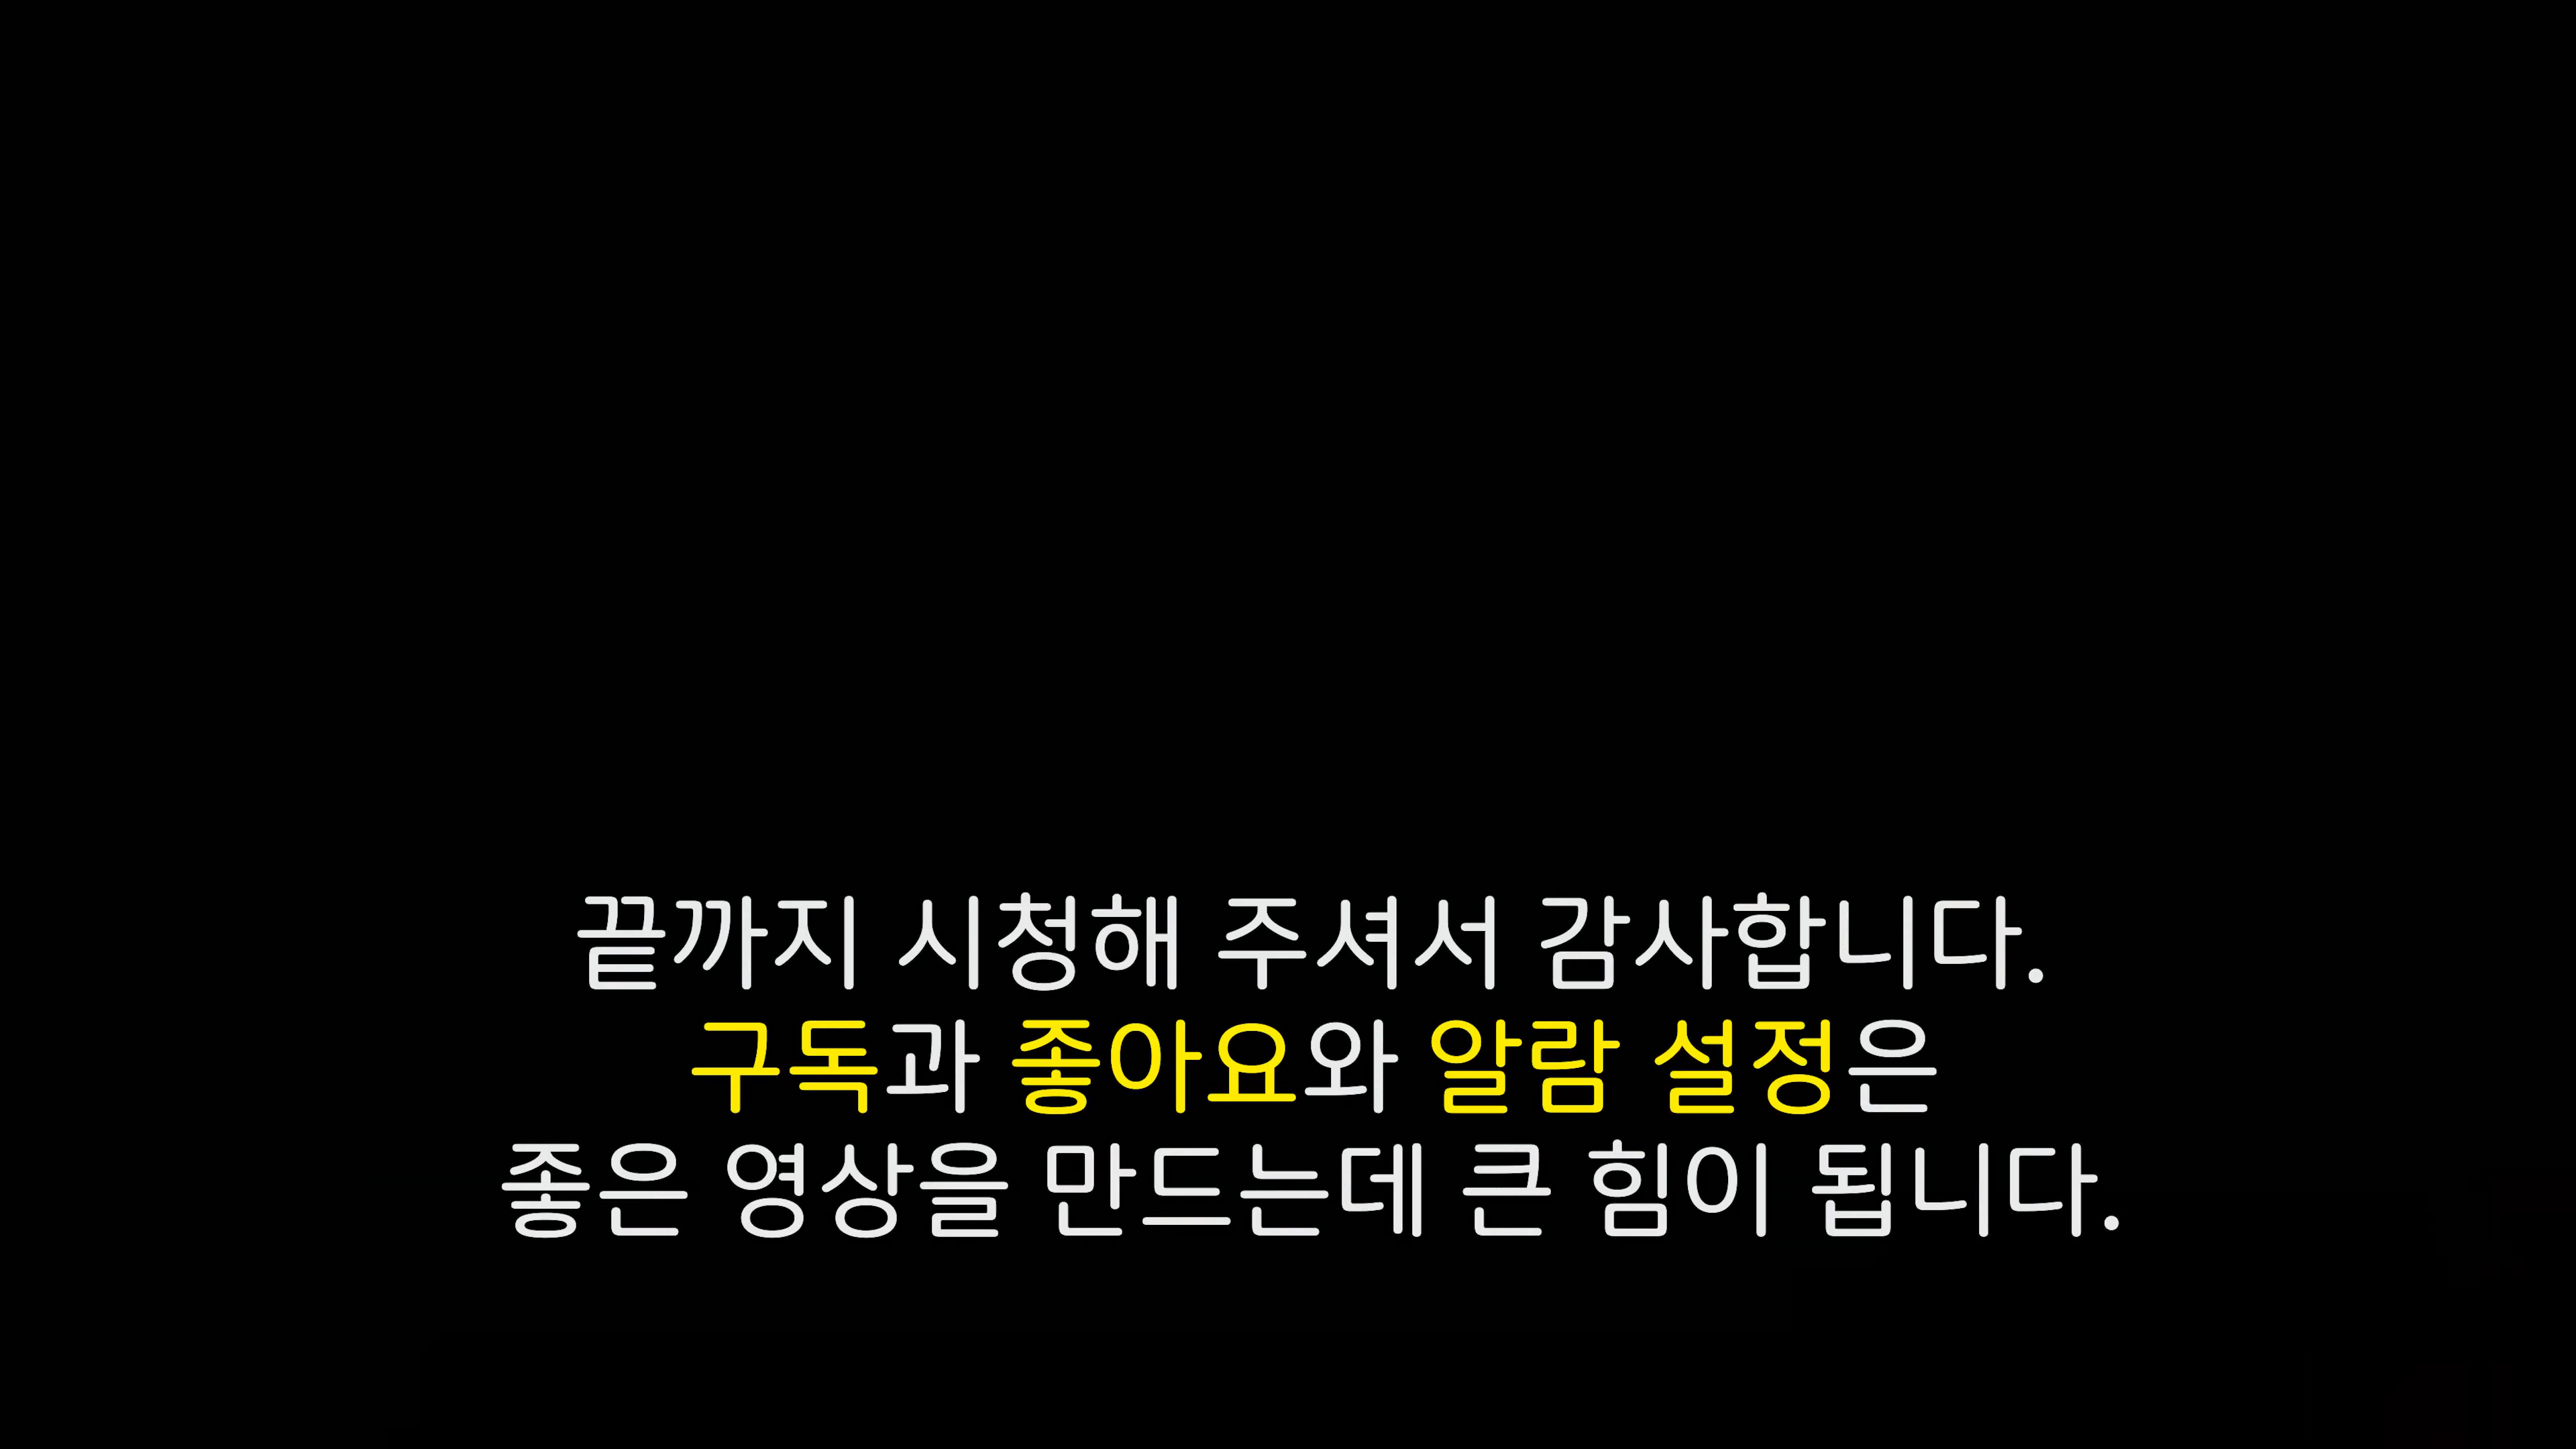 끝까지 시청해 주셔서 감사합니다.
구독과 좋아요와 알람 설정은
좋은 영상을 만드는데 큰 힘이 됩니다.